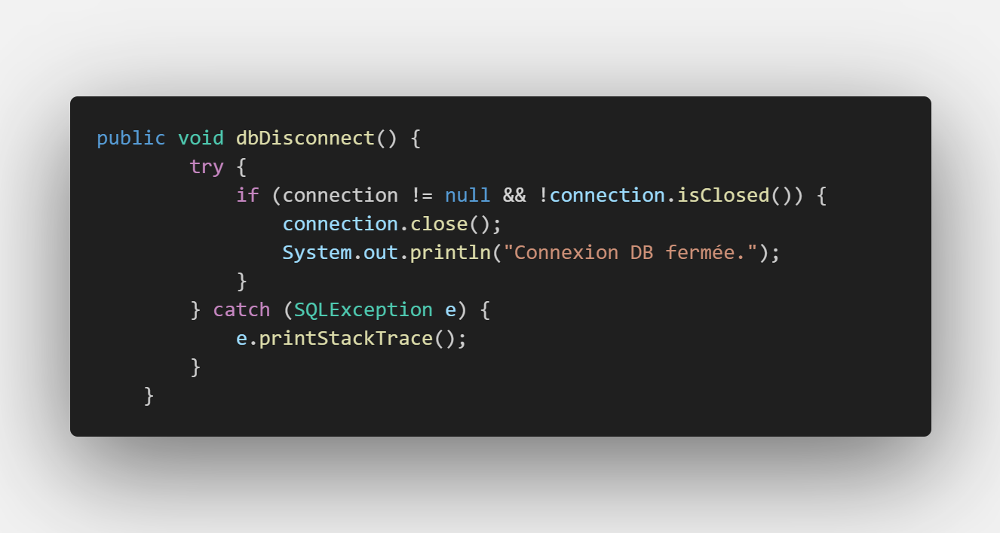 public void dbDisconnect() {
        try {
            if (connection != null && !connection.isClosed()) {
                connection.close();
                System.out.println("Connexion DB fermée.");
            }
        } catch (SQLException e) {
            e.printStackTrace();
        }
    }